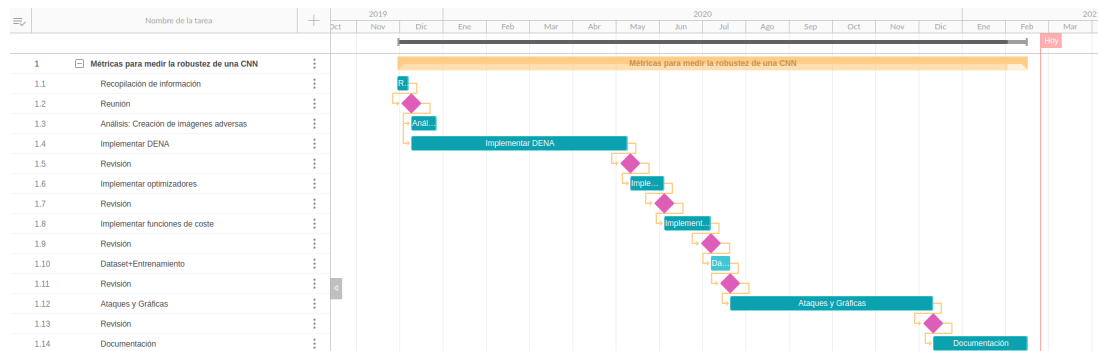 2019 2020 2021
Nombre de la tarea
Oct Nov Dic Ene Feb Mar Abr May Jun Jul Ago Sep Oct Nov Dic Ene Feb Mar
Hoy
1 Métricas para medir la robustez de una CNN Métricas para medir la robustez de una CNN
1.1 Recopilación de información R...
1.2 Reunión
1.3 Análisis: Creación de imágenes adversas Anál...
1.4 Implementar DENA Implementar DENA
1.5 Revisión
1.6 Implementar optimizadores Imple...
1.7 Revisión
1.8 Implementar funciones de coste Implement...
1.9 Revisión
1.10 Dataset+Entrenamiento Da...
1.11 Revisión
1.12 Ataques y Gráficas Ataques y Gráficas
1.13 Revisión
1.14 Documentación Documentación